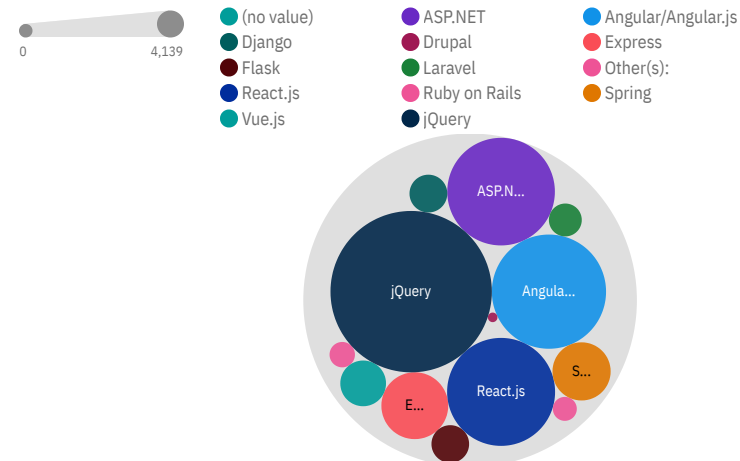 (no value)
ASP.NET
Angular/Angular.js
Django
Drupal
Express
Flask
Laravel
Other(s):
React.js
Ruby on Rails
Spring
Vue.js
jQuery
0
4,139
ASP.N...
jQuery
Angula...
S...
React.js
E...